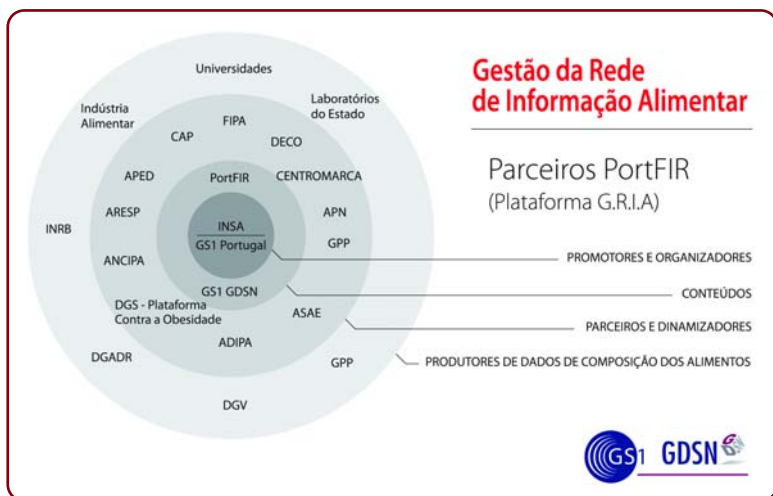 Universidades
Indústria
Alimentar
Laboratórios
do Estado
FIPA
CAP
DECO
APED
PortFIR
CENTROMARCA
ARESP
APN
INRB
INSA
GS1 Portugal
GPP
ANCIPA
GS1 GDSN
DGS - Plataforma
Contra a Obesidade
ASAE
ADIPA
DGADR
GPP
DGV
Gestão da Rede
de Informação Alimentar
Parceiros PortFIR
(Plataforma G.R.I.A)
PROMOTORES E ORGANIZADORES
CONTEÚDOS
PARCEIROS E DINAMIZADORES
PRODUTORES DE DADOS DE COMPOSIÇÃO DOS ALIMENTOS
GS1 GDSN